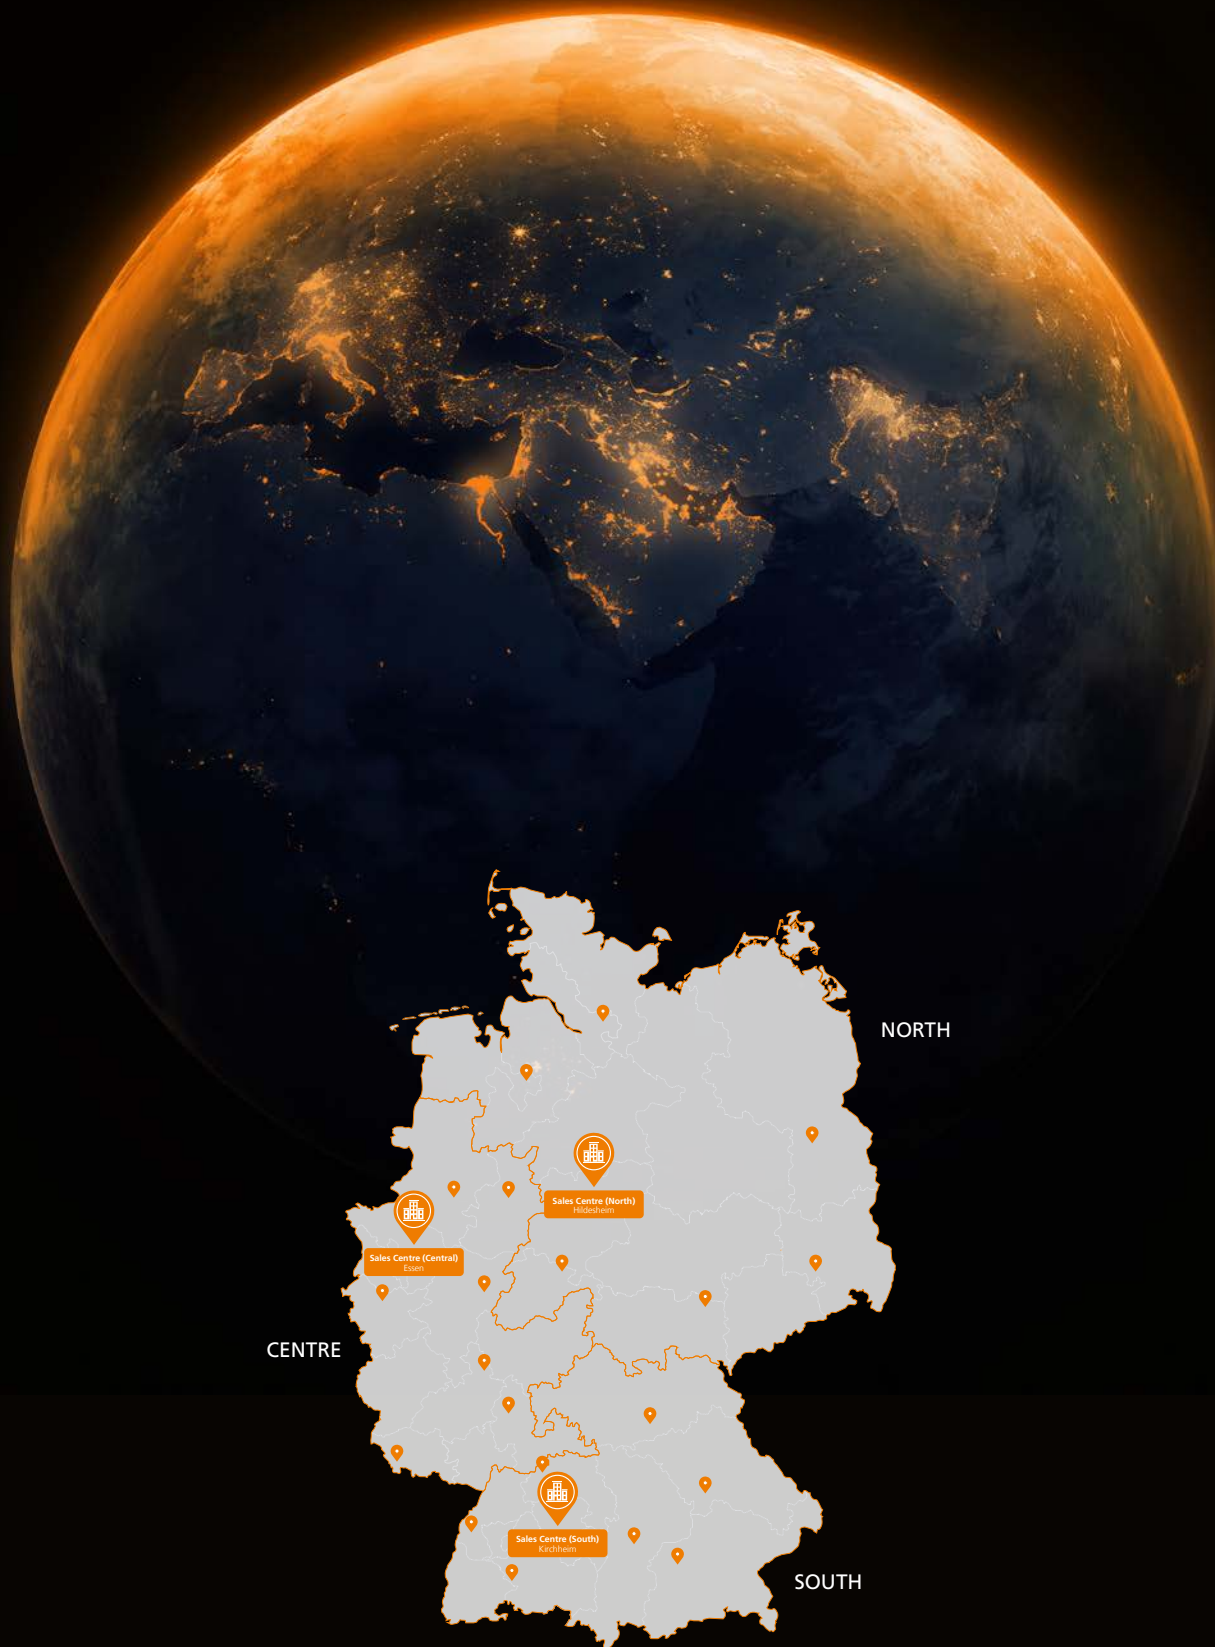 NORTH
Sales Centre (North)
Hildesheim
Sales Centre (Central)
Essen
CENTRE
Sales Centre (South)
Kirchheim
SOUTH